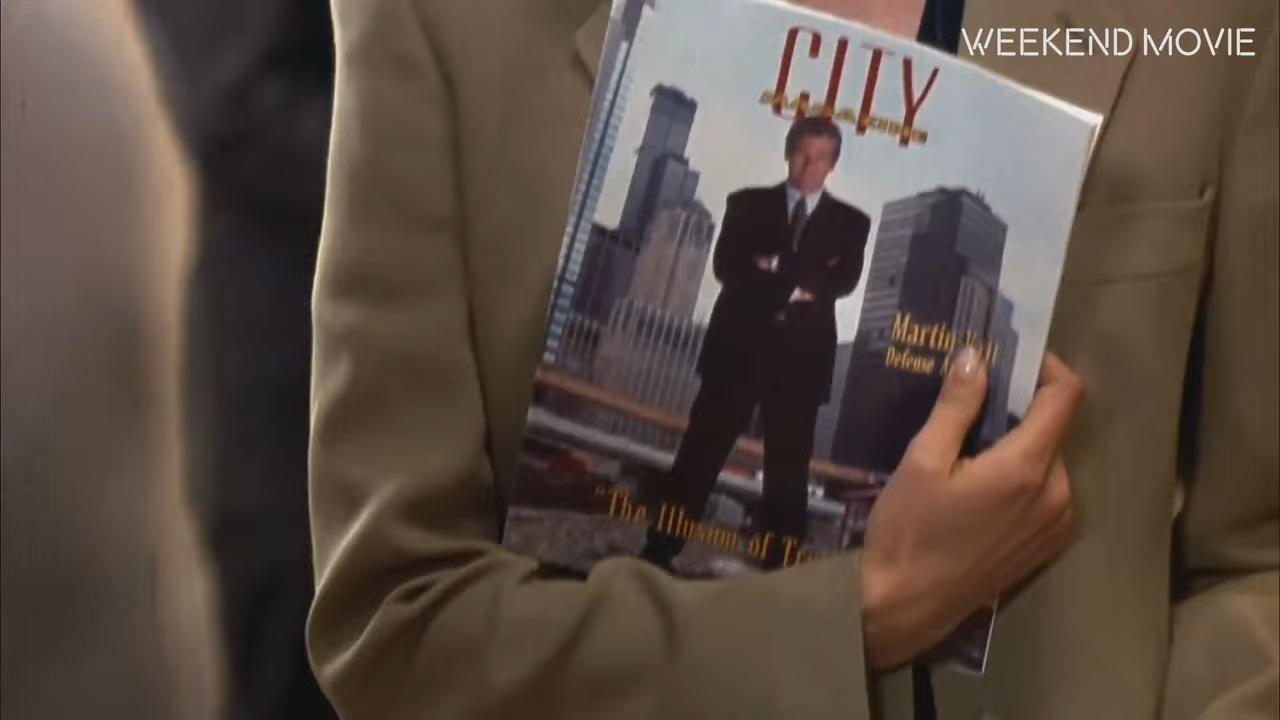 WEEKEND MOVIE
CITY
Martin
Defense
"The Illusion of